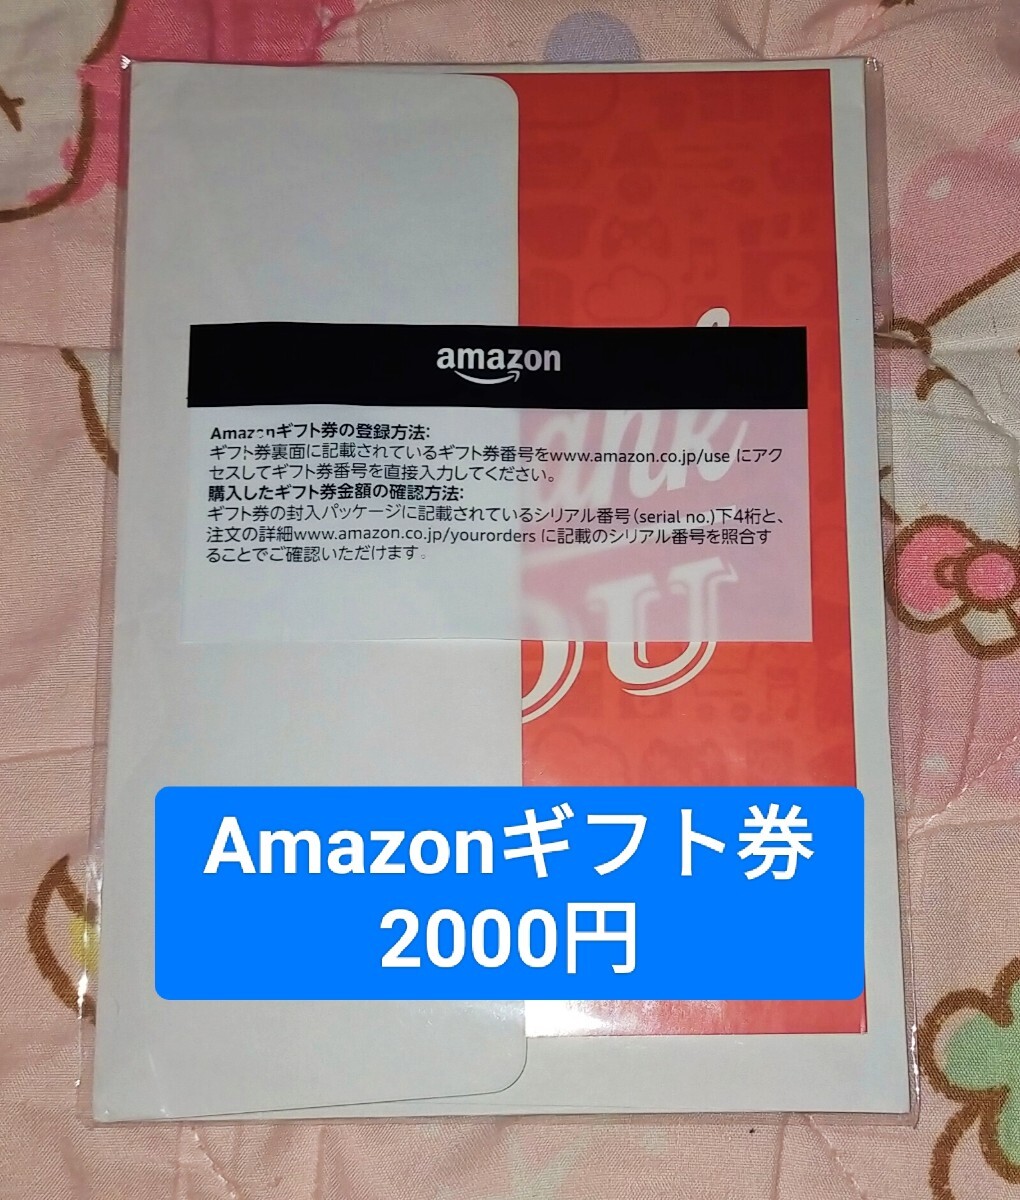 amazon
Amazonギフト券の登録方法:
ギフト券裏面に記載されているギフト券番号をwww.amazon.co.jp/use にアク
セスしてギフト券番号を直接入力してください。
購入したギフト券金額の確認方法:
ギフト券の封入パッケージに記載されているシリアル番号(serial no.)下4桁と、
注文の詳細www.amazon.co.jp/yourorders に記載のシリアル番号を照合す
ることでご確認いただけます。
ank
OU
Amazonギフト券
2000円